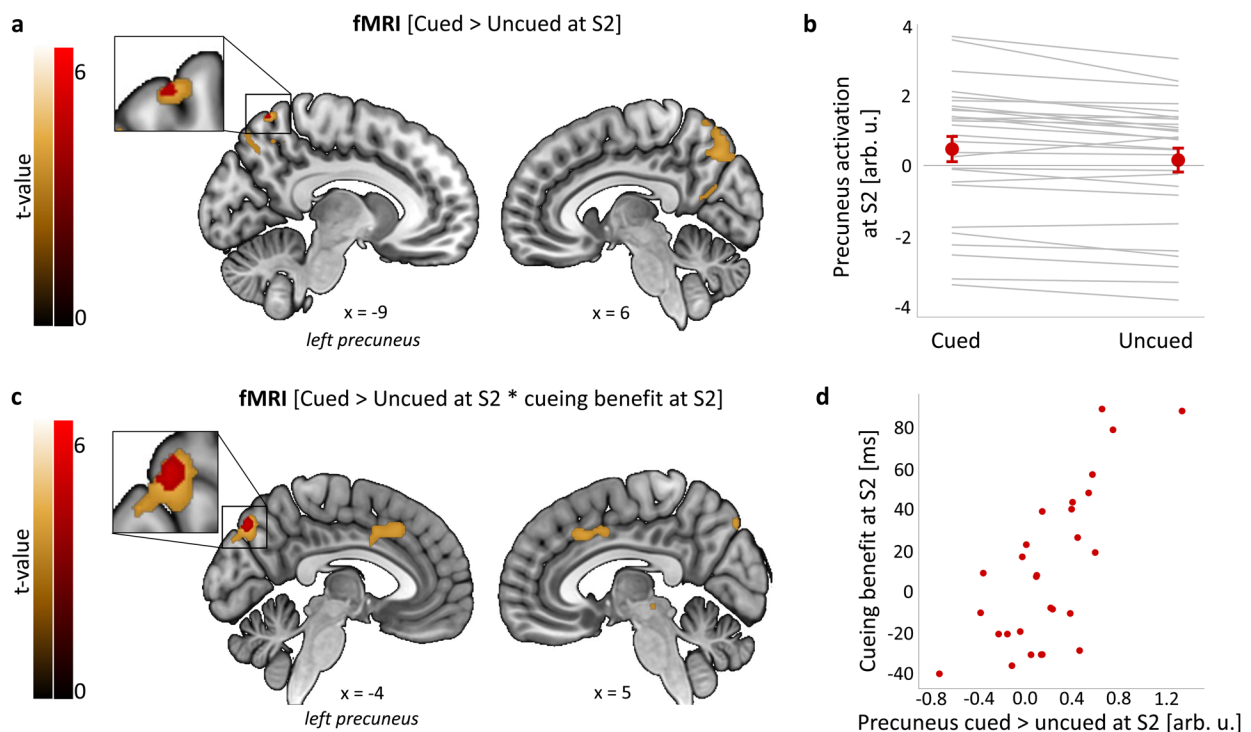 a
fMRI [Cued > Uncued at S2]
t-value
6
0
x = -9
left precuneus
x = 6
b
Precuneus activation
at S2 [arb. u.]
4
2
0
-2
-4
Cued
Uncued
c
fMRI [Cued > Uncued at S2 * cueing benefit at S2]
t-value
6
0
x = -4
left precuneus
x = 5
d
Cueing benefit at S2 [ms]
80
60
40
20
0
-20
-40
-0.8 -0.4 0.0 0.4 0.8 1.2
Precuneus cued > uncued at S2 [arb. u.]